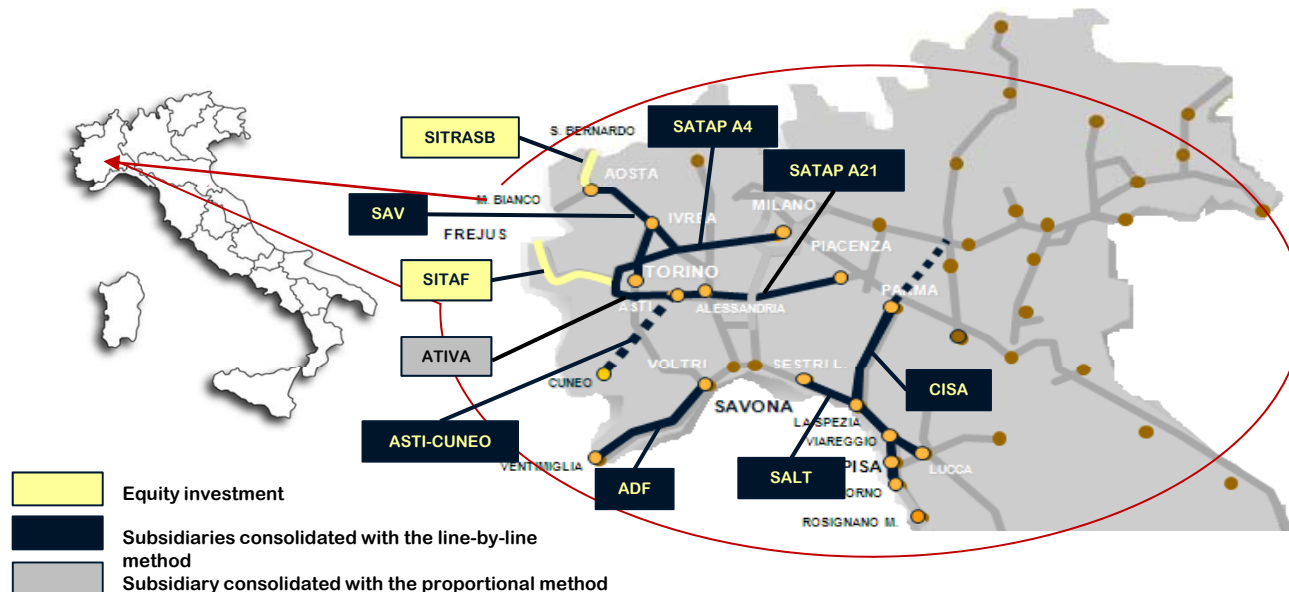 S. BERNARDO
SITRASB
SATAP A4
AOSTA
SATAP A21
M. BIANCO
SAV
IVREA
MILANO
FREJUS
PIACENZA
TORINO
SITAF
PARMA
ASTI
ALESSANDRIA
ATIVA
VOLTRI
SESTRI L.
CUNEO
CISA
SAVONA
LA SPEZIA
ASTI-CUNEO
VIAREGGIO
VENTIMIGLIA
PISA
LUCCA
SALT
ADF
ORNO
ROSIGNANO M.
Equity investment
Subsidiaries consolidated with the line-by-line
method
Subsidiary consolidated with the proportional method